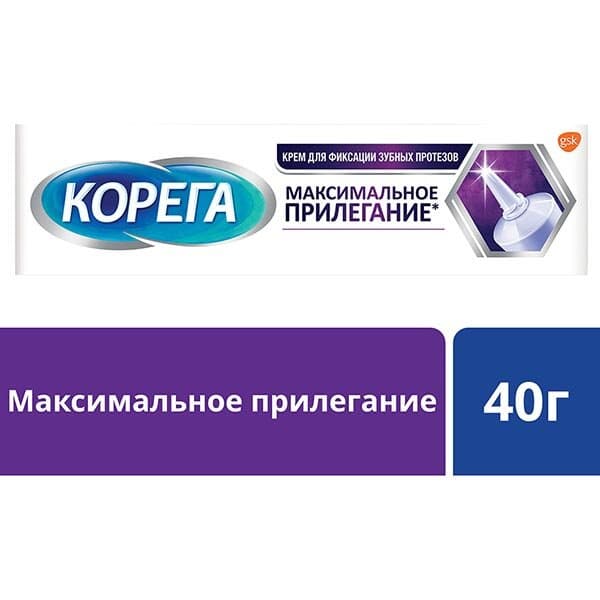 КОРЕГА
КРЕМ ДЛЯ ФИКСАЦИИ ЗУБНЫХ ПРОТЕЗОВ
МАКСИМАЛЬНОЕ
ПРИЛЕГАНИЕ*
gsk
Максимальное прилегание
40г